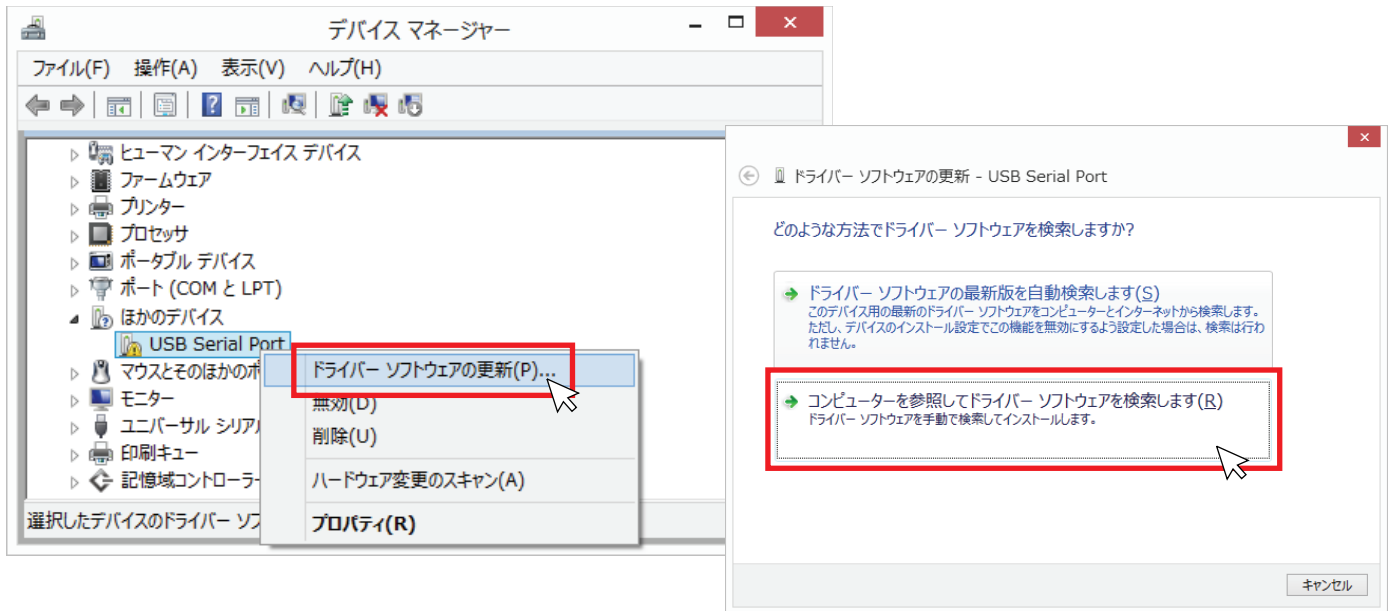 デバイス マネージャー
ファイル(F) 操作(A) 表示(V) ヘルプ(H)
ヒューマン インターフェイス デバイス
ファームウェア
プリンター
プロセッサ
ポータブル デバイス
ポート (COM と LPT)
ほかのデバイス
USB Serial Port
マウスとそのほかのポ
モニター
ユニバーサル シリアル
印刷キュー
記憶域コントローラー
選択したデバイスのドライバー ソフ
ドライバー ソフトウェアの更新(P)...
無効(D)
削除(U)
ハードウェア変更のスキャン(A)
プロパティ(R)
ドライバー ソフトウェアの更新 - USB Serial Port
どのような方法でドライバー ソフトウェアを検索しますか?
ドライバー ソフトウェアの最新版を自動検索します(S)
このデバイス用の最新のドライバー ソフトウェアをコンピューターとインターネットから検索します。
ただし、デバイスのインストール設定でこの機能を無効にするよう設定した場合は、検索は行わ
れません。
コンピューターを参照してドライバー ソフトウェアを検索します(R)
ドライバー ソフトウェアを手動で検索してインストールします。
キャンセル